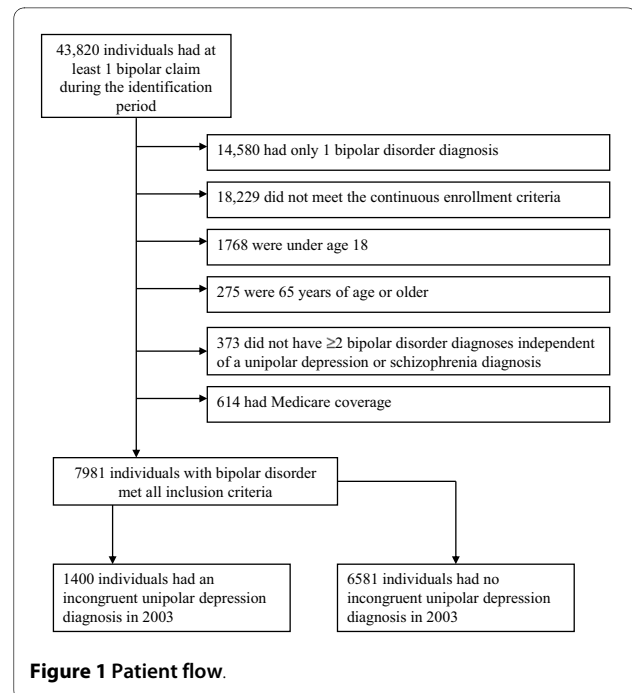 43,820 individuals had at
least 1 bipolar claim
during the identification
period
14,580 had only 1 bipolar disorder diagnosis
18,229 did not meet the continuous enrollment criteria
1768 were under age 18
275 were 65 years of age or older
373 did not have ≥2 bipolar disorder diagnoses independent
of a unipolar depression or schizophrenia diagnosis
614 had Medicare coverage
7981 individuals with bipolar disorder
met all inclusion criteria
1400 individuals had an
incongruent unipolar depression
diagnosis in 2003
6581 individuals had no
incongruent unipolar depression
diagnosis in 2003
Figure 1 Patient flow.